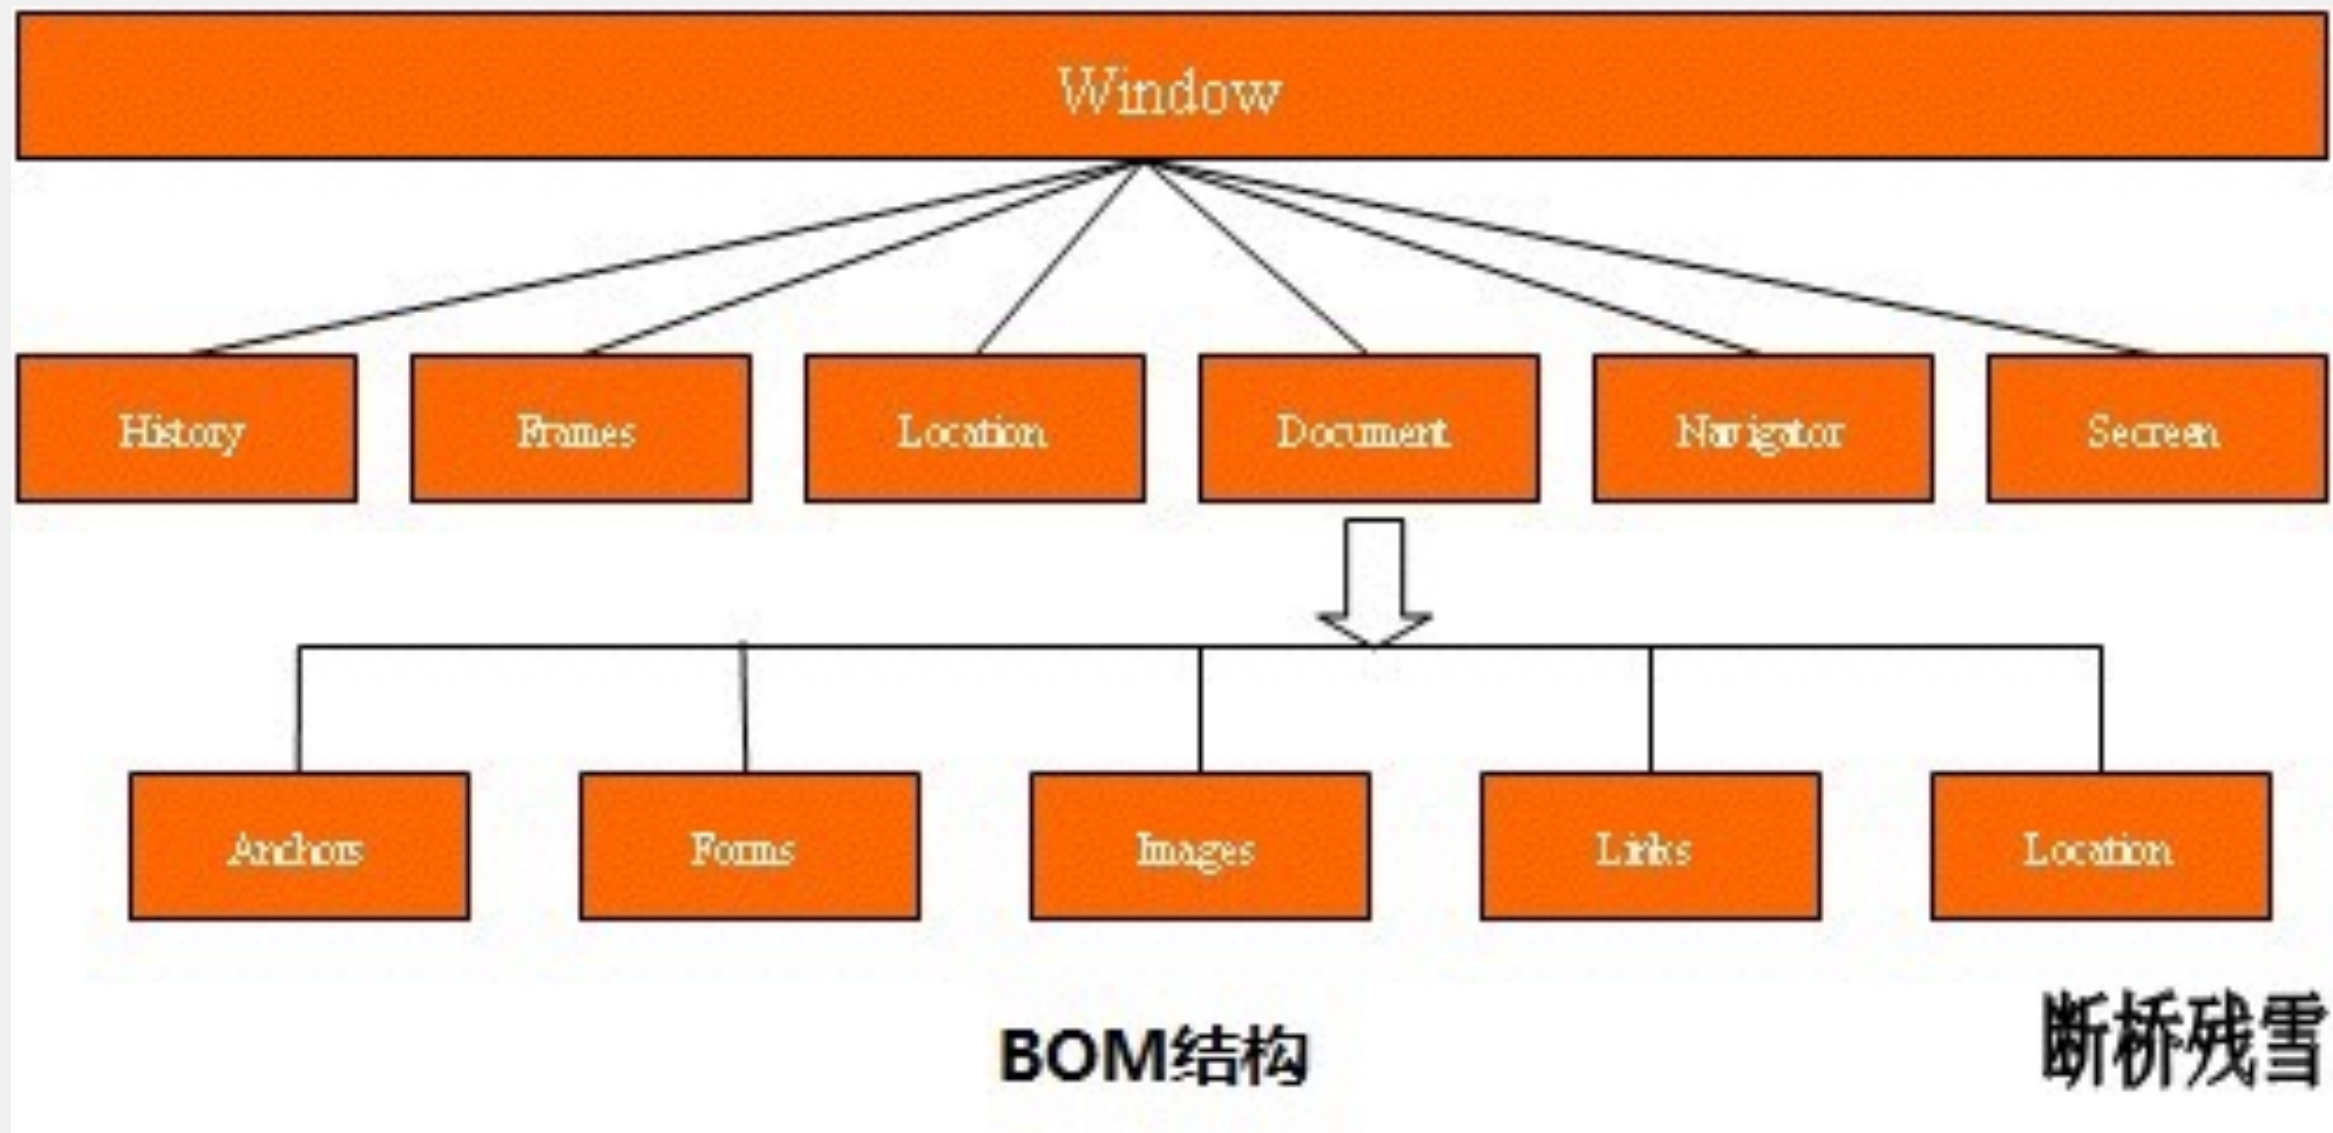 Window
History
Frames
Location
Document
Navigator
Secreen
Anchors
Forms
Images
Links
Location
BOM结构
断桥残雪